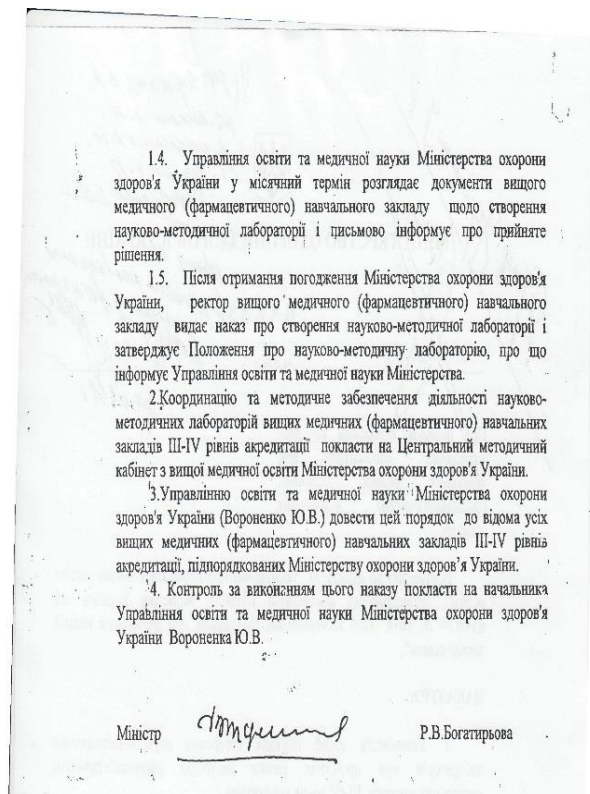 1.4. Управління освіти та медичної науки Міністерства охорони
здоров'я України у місячний термін розглядає документи вищого
медичного (фармацевтичного) навчального закладу щодо створення
науково-методичної лабораторії і письмово інформує про прийняте
рішення.
1.5. Після отримання погодження Міністерства охорони здоров'я
України, ректор вищого медичного (фармацевтичного) навчального
закладу видає наказ про створення науково-методичної лабораторії і
затверджує Положення про науково-методичну лабораторію, про що
інформує Управління освіти та медичної науки Міністерства.
2.Координацію та методичне забезпечення діяльності науково-
методичних лабораторій вищих медичних (фармацевтичного) навчальних
закладів III-IV рівнів акредитації покласти на Центральний методичний
кабінет з вищої медичної освіти Міністерства охорони здоров'я України.
3.Управлінню освіти та медичної науки Міністерства охорони
здоров'я України (Вороненко Ю.В.) довести цей порядок до відома усіх
вищих медичних (фармацевтичного) навчальних закладів III-IV рівнів
акредитації, підпорядкованих Міністерству охорони здоров'я України.
4. Контроль за виконанням цього наказу покласти на начальника
Управління освіти та медичної науки Міністерства охорони здоров'я
України Вороненка Ю.В.
Міністр Р.В.Богатирьова